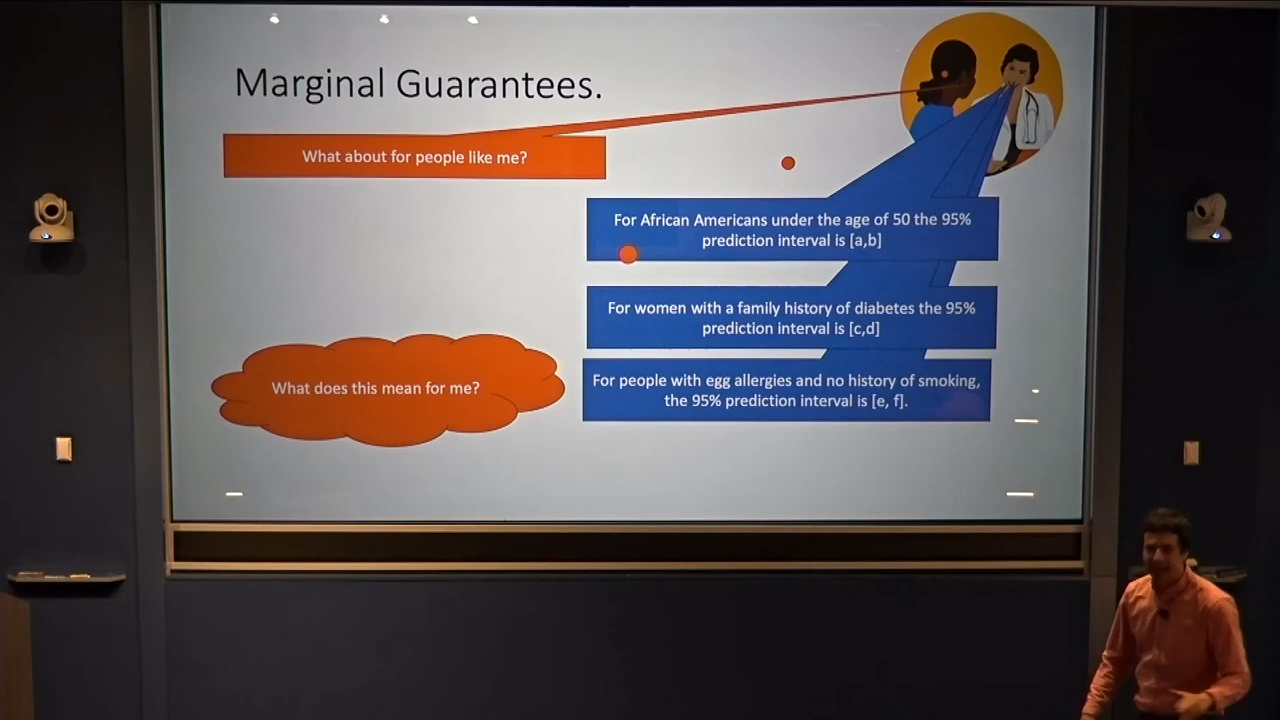 Marginal Guarantees.
What about for people like me?
For African Americans under the age of 50 the 95%
prediction interval is [a,b]
For women with a family history of diabetes the 95%
prediction interval is [c,d]
What does this mean for me?
For people with egg allergies and no history of smoking,
the 95% prediction interval is [e, f].